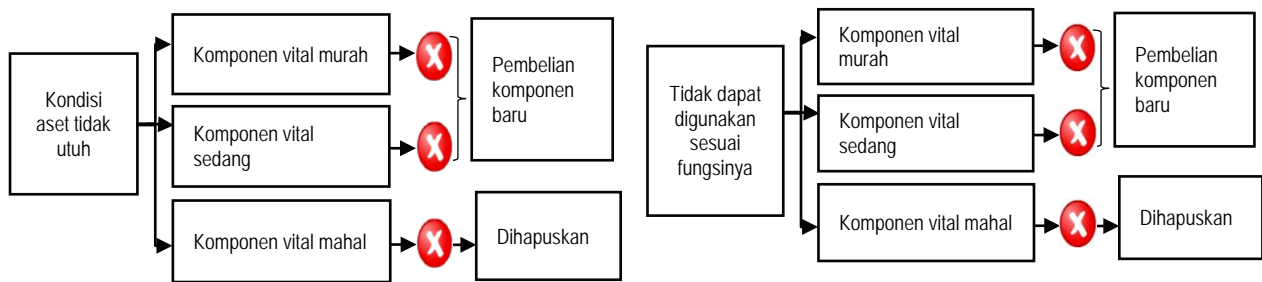 Kondisi
aset tidak
utuh
Komponen vital murah
X
Komponen vital
sedang
X
Pembelian
komponen
baru
Komponen vital mahal
X
Dihapuskan
Tidak dapat
digunakan
sesuai
fungsinya
Komponen vital
murah
X
Komponen vital
sedang
X
Pembelian
komponen
baru
Komponen vital mahal
X
Dihapuskan